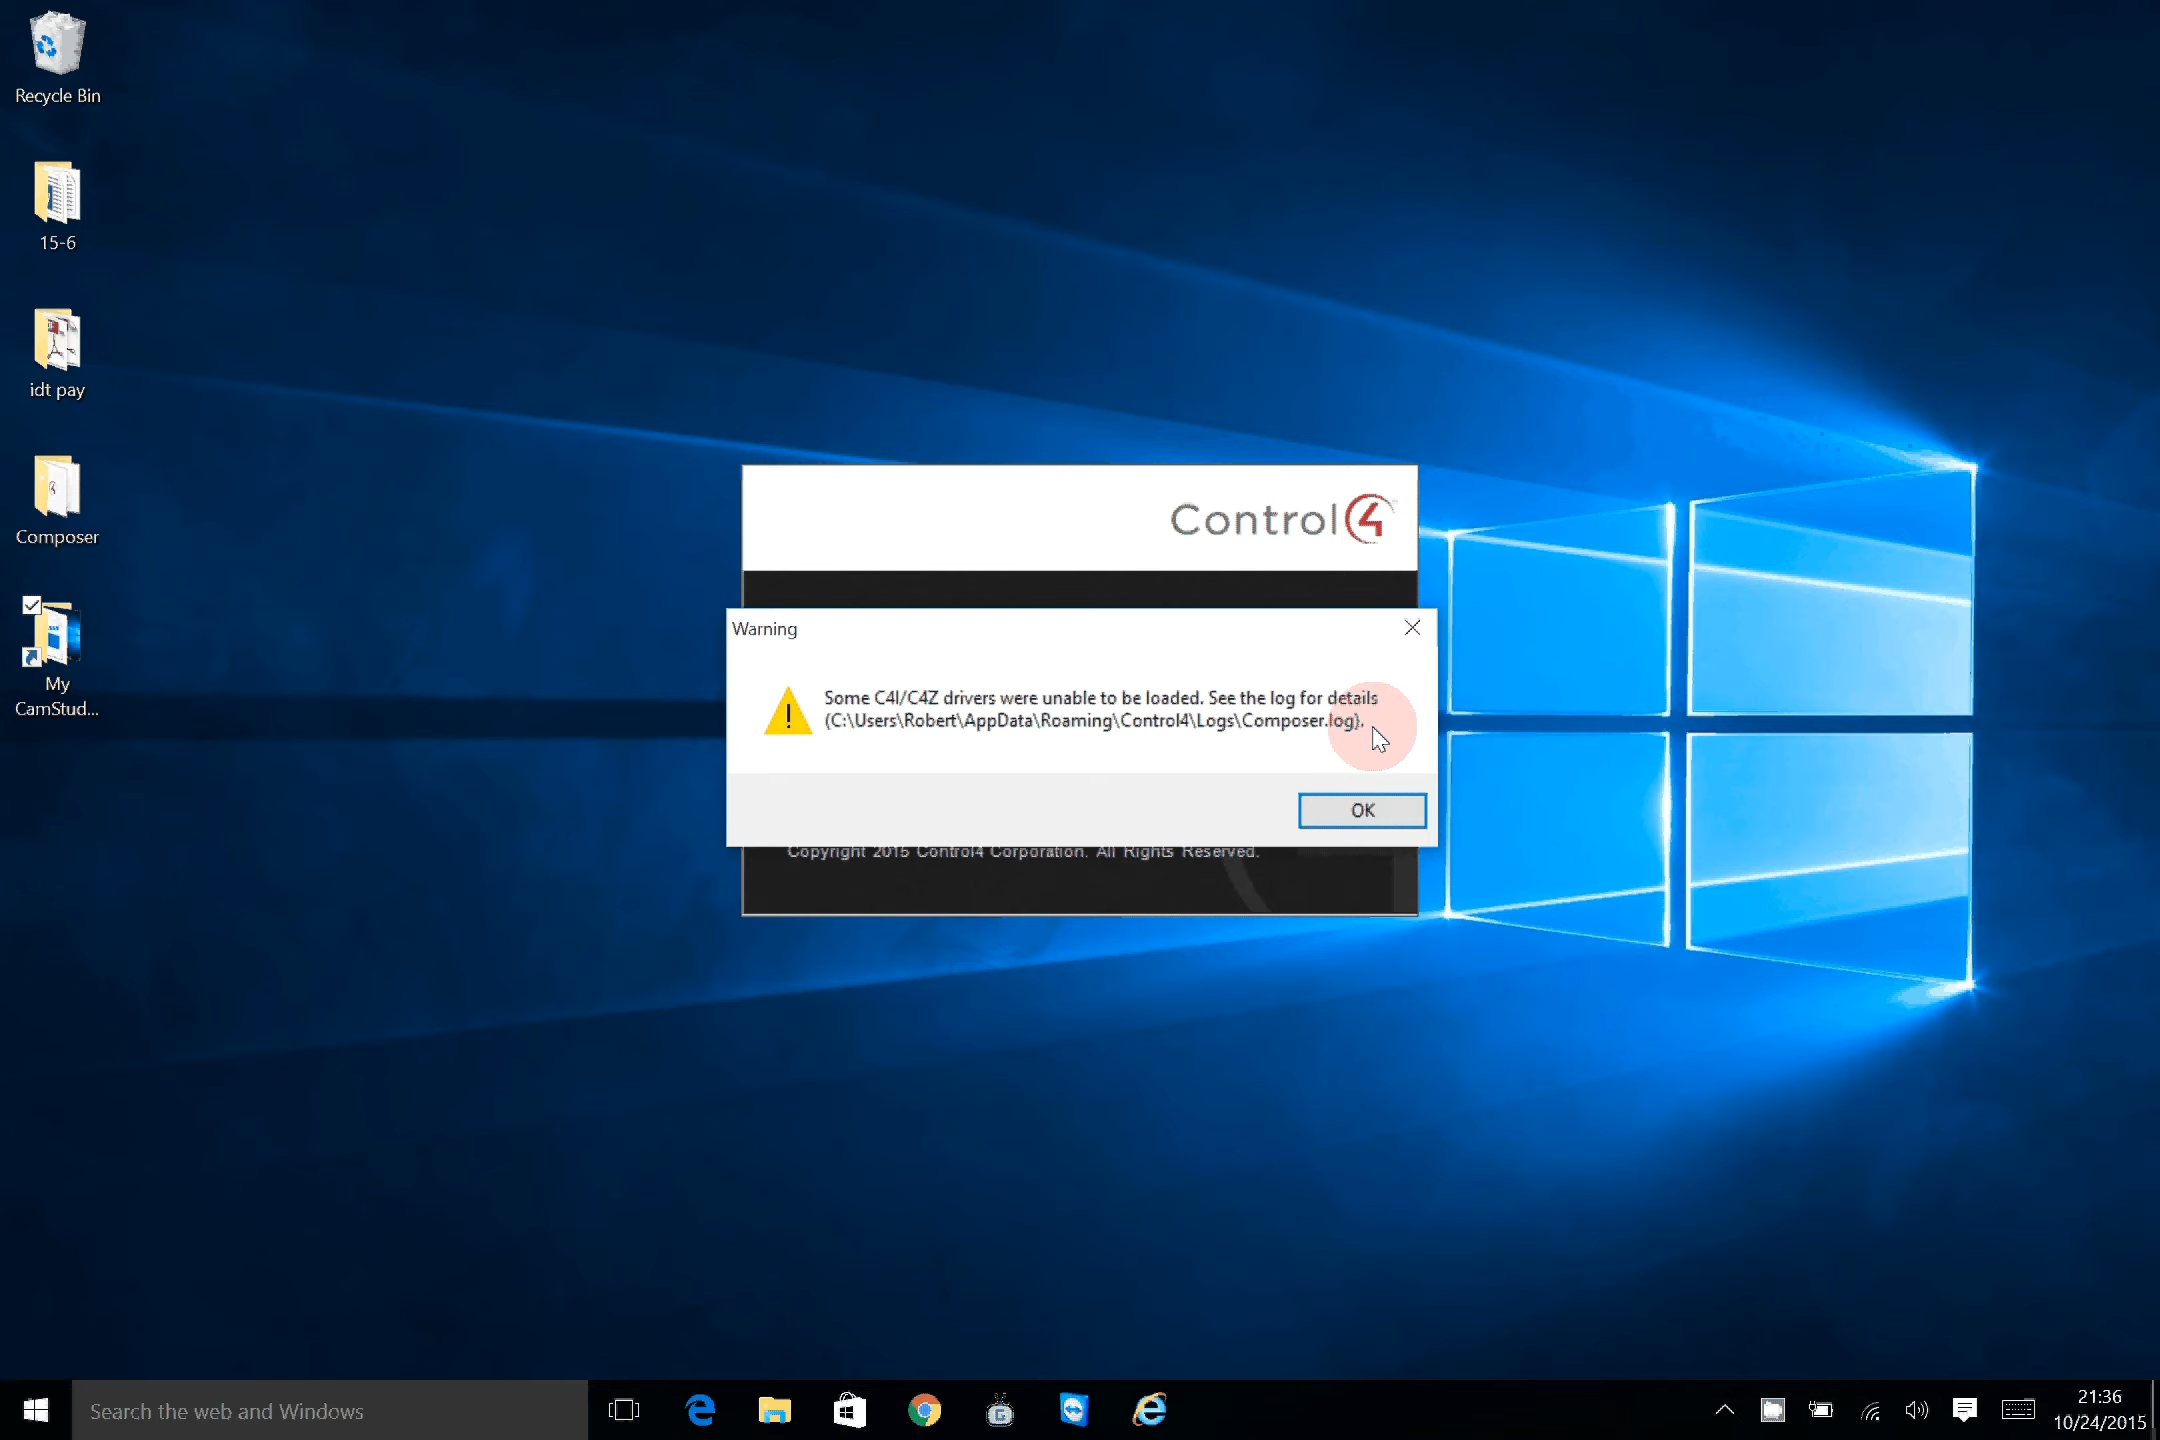 Recycle Bin
15-6
idt pay
Composer
My
CamStud...
Control4
Warning
Some C4I/C4Z drivers were unable to be loaded. See the log for details
(C:\Users\Robert\AppData\Roaming\Control4\Logs\Composer.log).
OK
Copyright 2015 Control4 Corporation. All Rights Reserved.
Search the web and Windows
21:36
10/24/2015